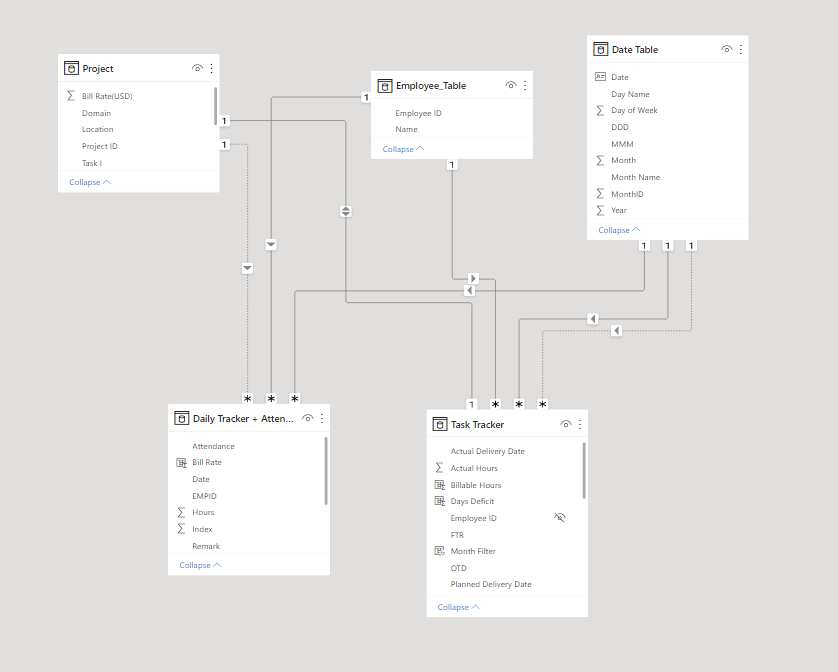 Project
Bill Rate(USD)
Domain
Location
Project ID
Task I
Collapse
Employee_Table
Employee ID
Name
Collapse
Date Table
Date
Day Name
Day of Week
DDD
MMM
Month
Month Name
MonthID
Year
Collapse
1
1
1
1
1
1
1
*
*
*
1
*
*
*
Daily Tracker + Atten...
Attendance
Bill Rate
Date
EMPID
Hours
Index
Remark
Collapse
Task Tracker
Actual Delivery Date
Actual Hours
Billable Hours
Days Deficit
Employee ID
FTR
Month Filter
OTD
Planned Delivery Date
Collapse